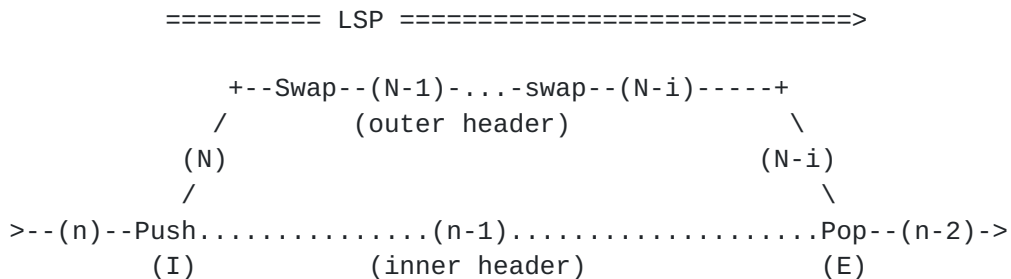 ========== LSP =============================>
+--Swap--(N-1)-...-swap--(N-i)-----+
/ (outer header) \
(N) (N-i)
/ \
>--(n)--Push...............(n-1).....................Pop--(n-2)->
(I) (inner header) (E)